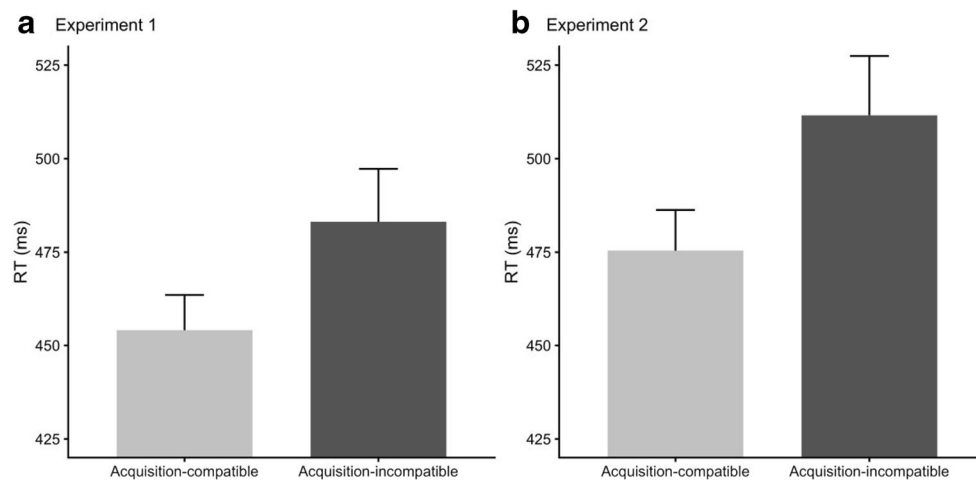 a Experiment 1
525
500
475
450
425
RT (ms)
Acquisition-compatible Acquisition-incompatible
b Experiment 2
525
500
475
450
425
RT (ms)
Acquisition-compatible Acquisition-incompatible